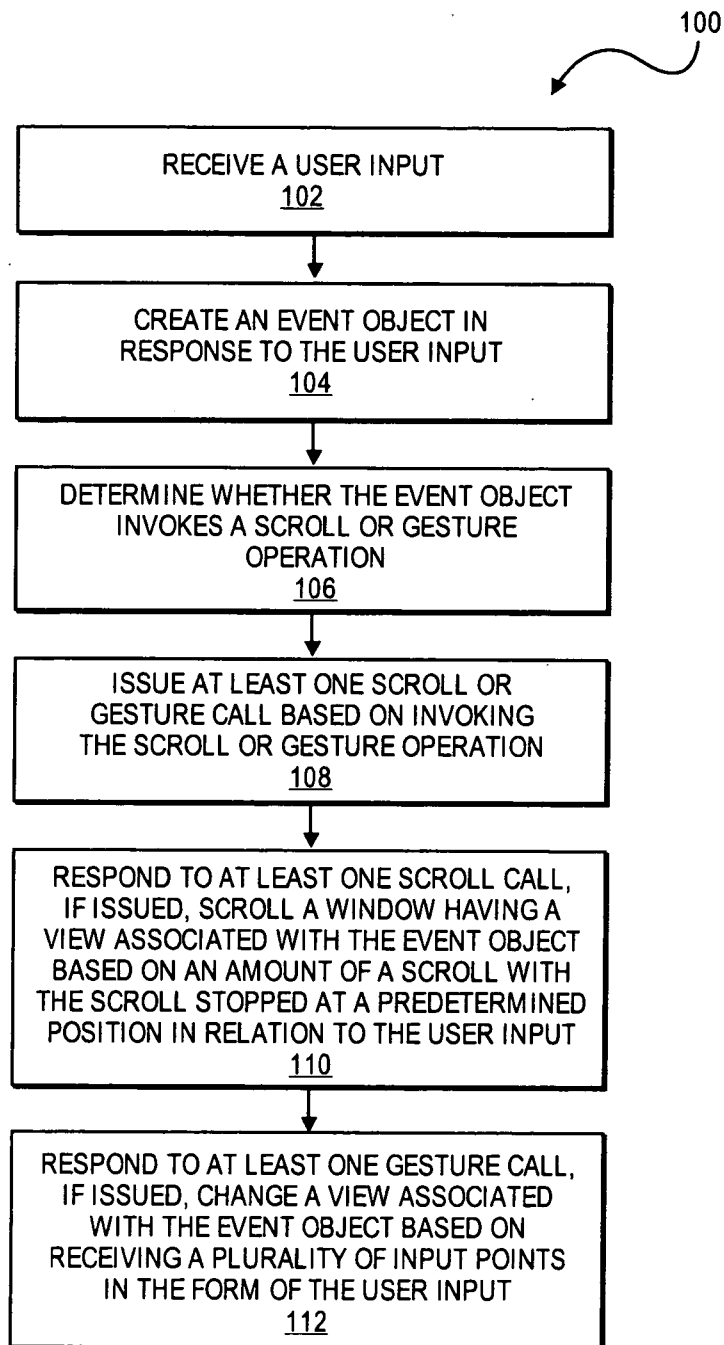 100
RECEIVE A USER INPUT
102
CREATE AN EVENT OBJECT IN
RESPONSE TO THE USER INPUT
104
DETERMINE WHETHER THE EVENT OBJECT
INVOKES A SCROLL OR GESTURE
OPERATION
106
ISSUE AT LEAST ONE SCROLL OR
GESTURE CALL BASED ON INVOKING
THE SCROLL OR GESTURE OPERATION
108
RESPOND TO AT LEAST ONE SCROLL CALL,
IF ISSUED, SCROLL A WINDOW HAVING A
VIEW ASSOCIATED WITH THE EVENT OBJECT
BASED ON AN AMOUNT OF A SCROLL WITH
THE SCROLL STOPPED AT A PREDETERMINED
POSITION IN RELATION TO THE USER INPUT
110
RESPOND TO AT LEAST ONE GESTURE CALL,
IF ISSUED, CHANGE A VIEW ASSOCIATED
WITH THE EVENT OBJECT BASED ON
RECEIVING A PLURALITY OF INPUT POINTS
IN THE FORM OF THE USER INPUT
112